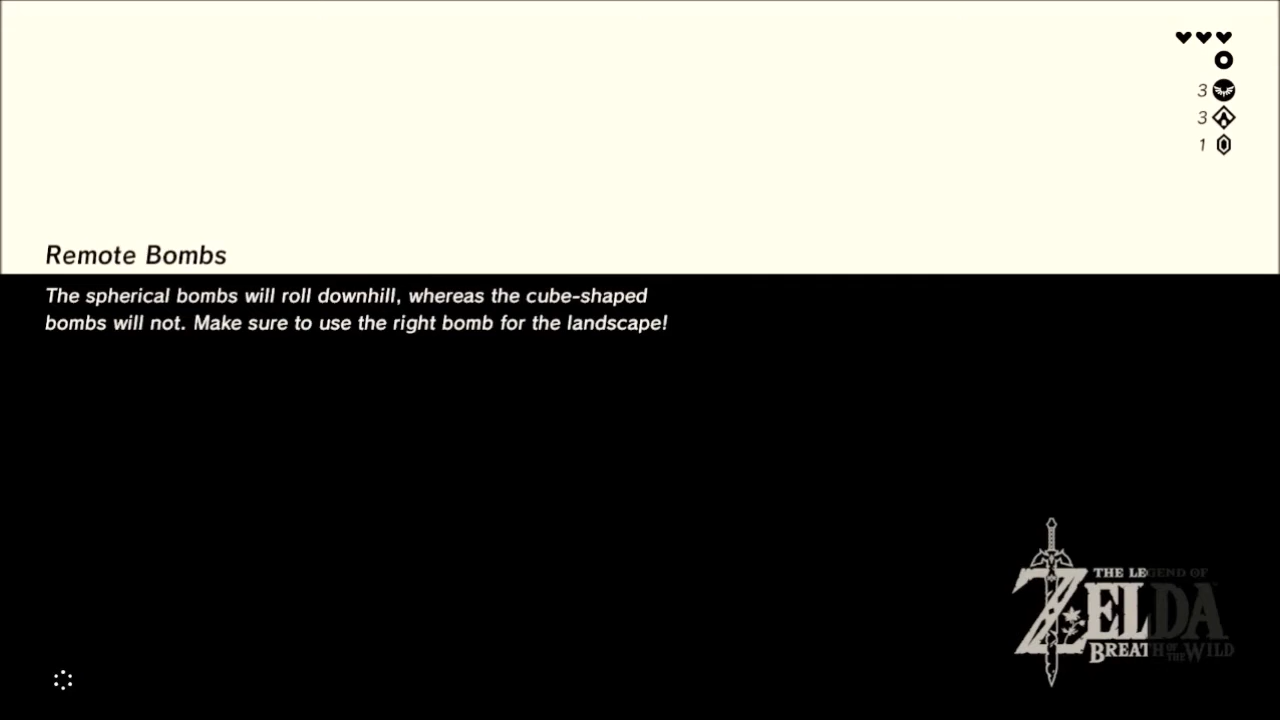 3
3
1
Remote Bombs
The spherical bombs will roll downhill, whereas the cube-shaped
bombs will not. Make sure to use the right bomb for the landscape!
THE LEGEND OF
ZELDA
BREATH OF THE WILD